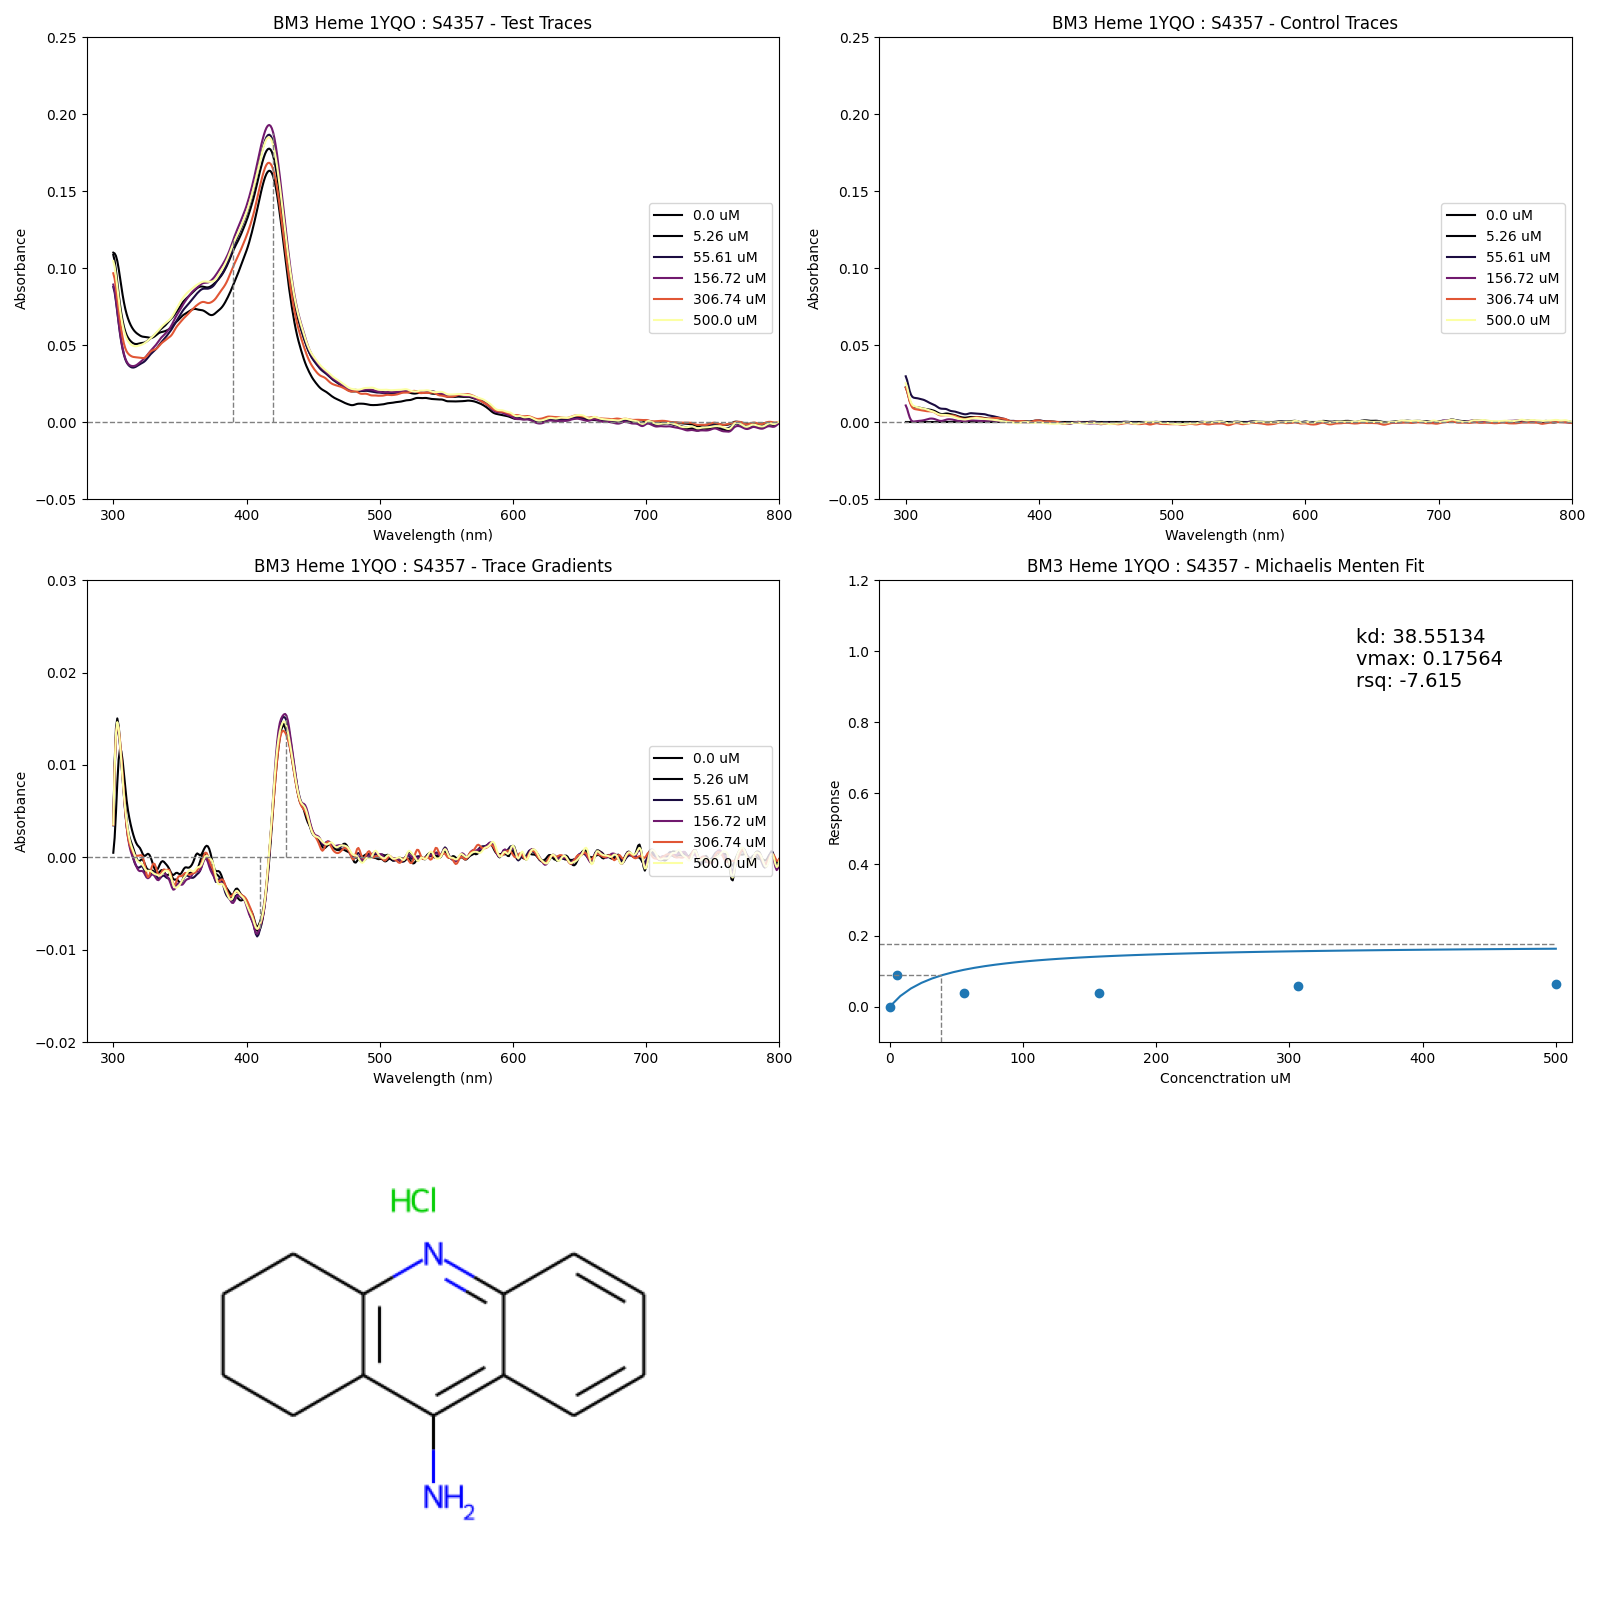 BM3 Heme 1YQO : S4357 - Test Traces
Absorbance
0.25
0.20
0.15
0.10
0.05
0.00
−0.05
300 400 500 600 700 800
Wavelength (nm)
0.0 uM
5.26 uM
55.61 uM
156.72 uM
306.74 uM
500.0 uM
BM3 Heme 1YQO : S4357 - Control Traces
Absorbance
0.25
0.20
0.15
0.10
0.05
0.00
−0.05
300 400 500 600 700 800
Wavelength (nm)
0.0 uM
5.26 uM
55.61 uM
156.72 uM
306.74 uM
500.0 uM
BM3 Heme 1YQO : S4357 - Trace Gradients
Absorbance
0.03
0.02
0.01
0.00
−0.01
−0.02
300 400 500 600 700 800
Wavelength (nm)
0.0 uM
5.26 uM
55.61 uM
156.72 uM
306.74 uM
500.0 uM
BM3 Heme 1YQO : S4357 - Michaelis Menten Fit
Response
1.2
1.0
0.8
0.6
0.4
0.2
0.0
0 100 200 300 400 500
Concenctration uM
kd: 38.55134
vmax: 0.17564
rsq: -7.615
HCl
N
NH2